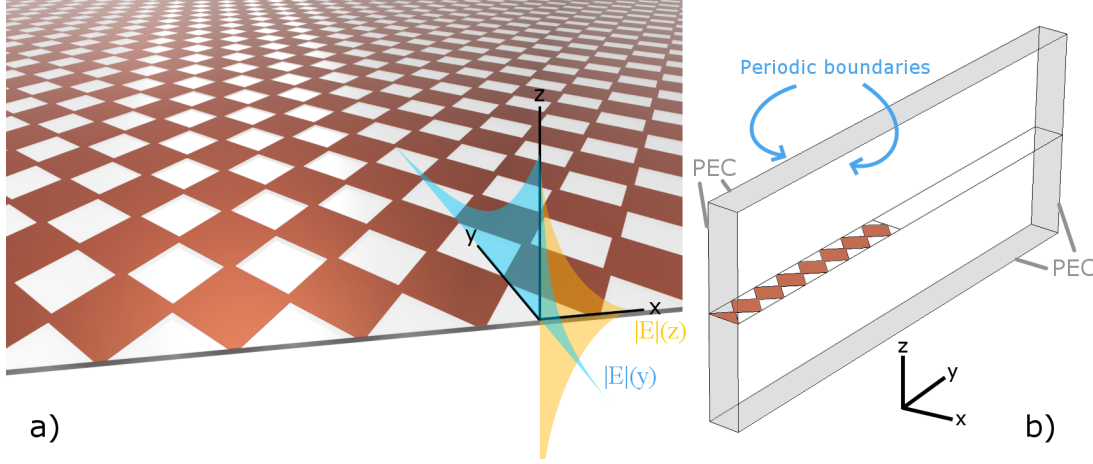 z
y
x
|E|(z)
|E|(y)
a)
Periodic boundaries
PEC
PEC
z
y
x
b)